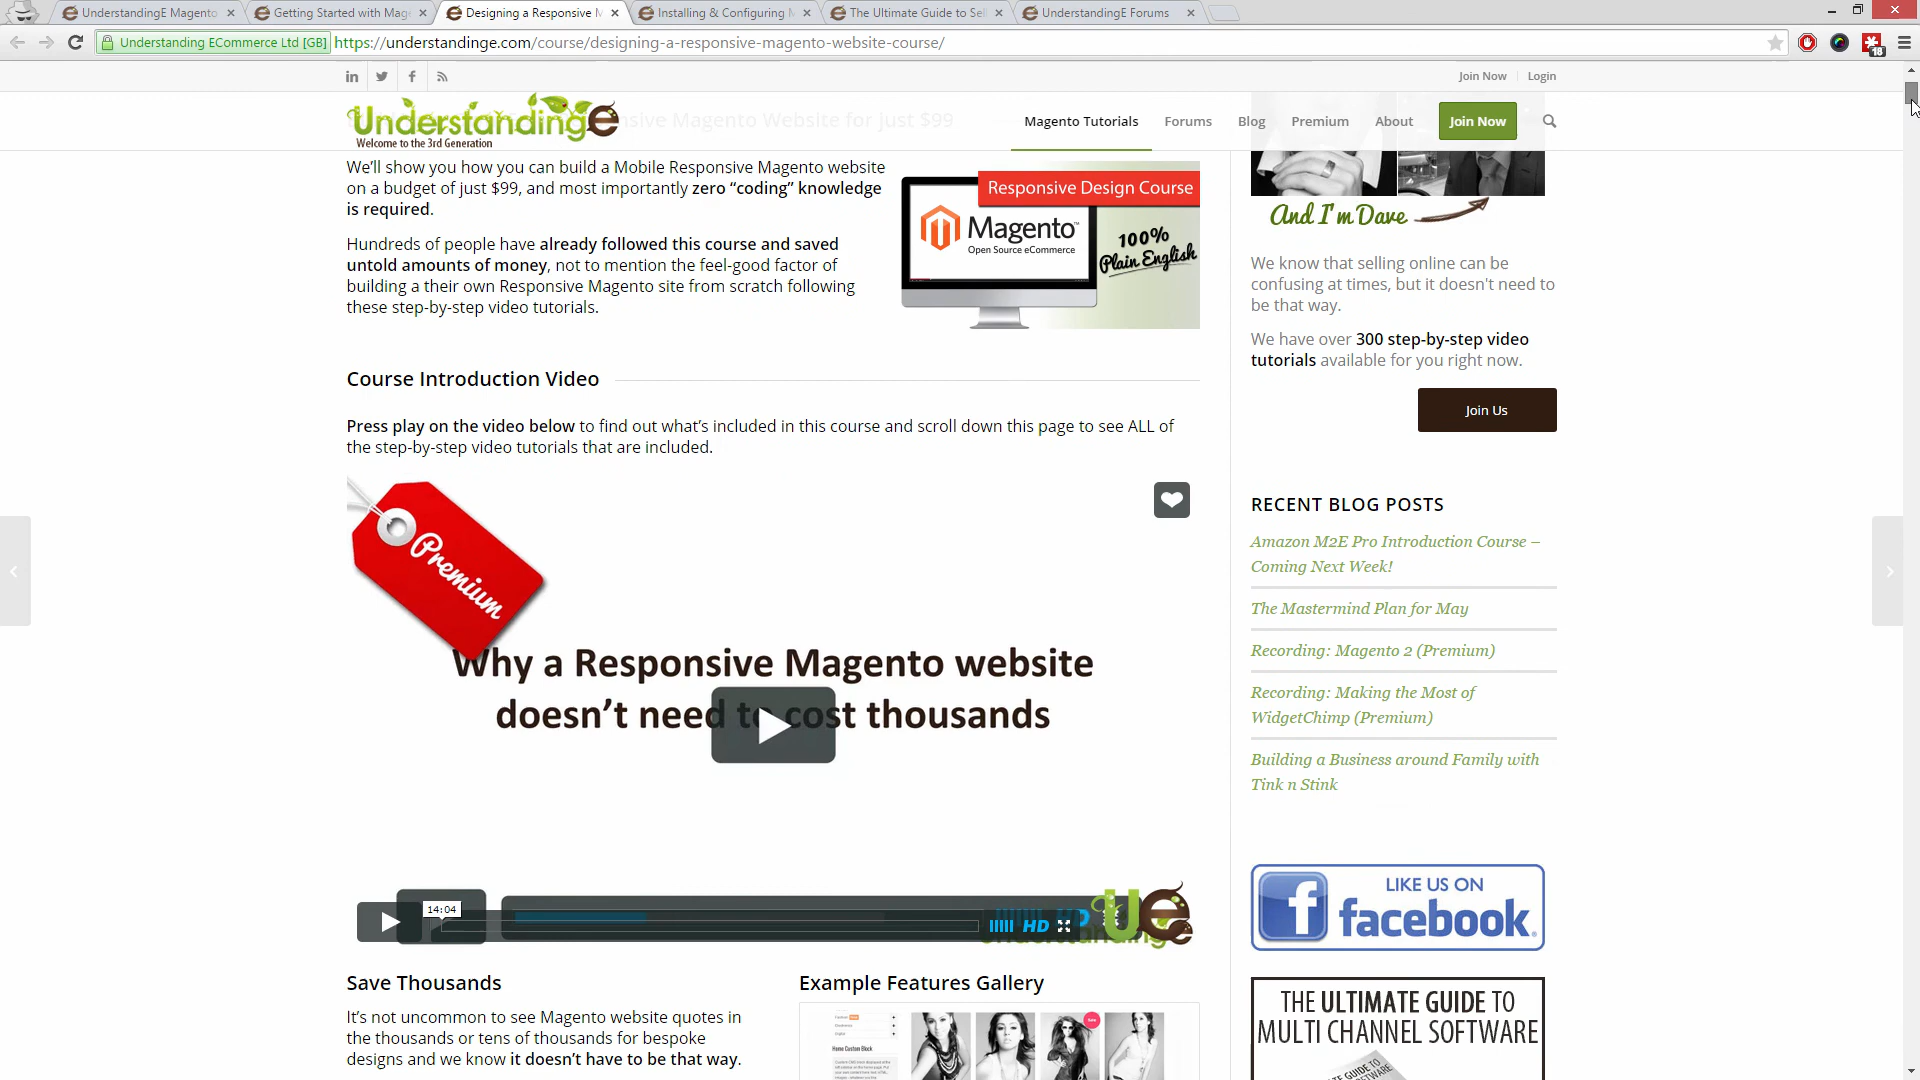 UnderstandingE Magento
Getting Started with Mage
Designing a Responsive M
Installing & Configuring M
The Ultimate Guide to Sel
UnderstandingE Forums
Understanding ECommerce Ltd [GB]
https://understandinge.com/course/designing-a-responsive-magento-website-course/
18
Join Now
Login
UnderstandingE
Welcome to the 3rd Generation
nsive Magento Website for just $99
Magento Tutorials
Forums
Blog
Premium
About
Join Now
We’ll show you how you can build a Mobile Responsive Magento website
on a budget of just $99, and most importantly zero “coding” knowledge
is required.
Hundreds of people have already followed this course and saved
untold amounts of money, not to mention the feel-good factor of
building a their own Responsive Magento site from scratch following
these step-by-step video tutorials.
Responsive Design Course
Magento™
Open Source eCommerce
100%
Plain English
Course Introduction Video
Press play on the video below to find out what’s included in this course and scroll down this page to see ALL of
the step-by-step video tutorials that are included.
Premium
Why a Responsive Magento website
doesn’t need to cost thousands
14:04
HD
Save Thousands
It’s not uncommon to see Magento website quotes in
the thousands or tens of thousands for bespoke
designs and we know it doesn’t have to be that way.
Example Features Gallery
Home Custom Block
And I'm Dave
We know that selling online can be
confusing at times, but it doesn't need to
be that way.
We have over 300 step-by-step video
tutorials available for you right now.
Join Us
RECENT BLOG POSTS
Amazon M2E Pro Introduction Course –
Coming Next Week!
The Mastermind Plan for May
Recording: Magento 2 (Premium)
Recording: Making the Most of
WidgetChimp (Premium)
Building a Business around Family with
Tink n Stink
LIKE US ON
facebook.
THE ULTIMATE GUIDE TO
MULTI CHANNEL SOFTWARE